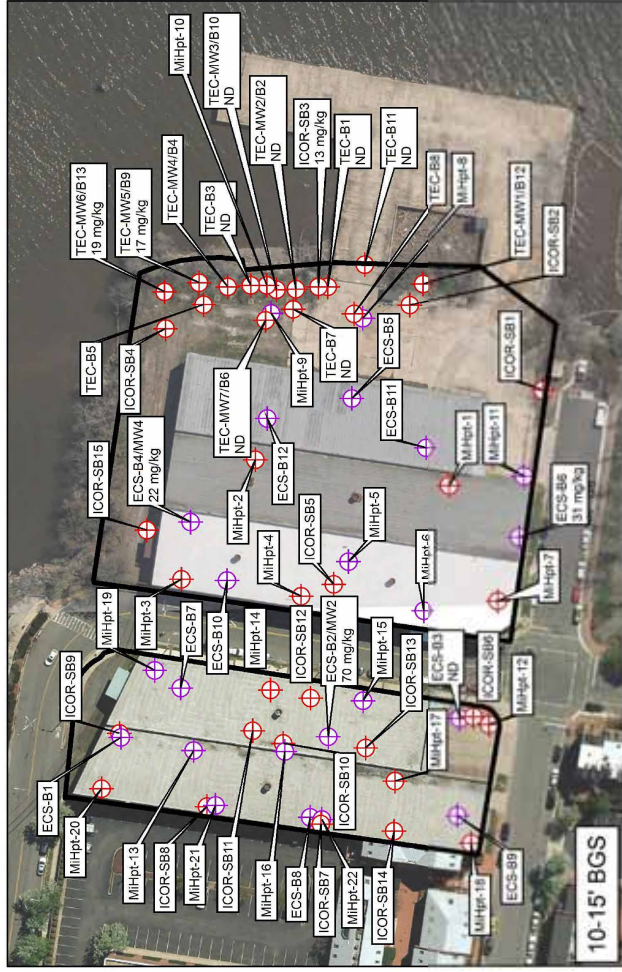 MiHpt-10
TEC-MW3/B10
ND
TEC-MW2/B2
ND
ICOR-SB3
13 mg/kg
TEC-B1
ND
TEC-B11
ND
TEC-B8
MiHpt-8
TEC-MW1/B12
ICOR-SB2
TEC-MW6/B13
19 mg/kg
TEC-MW5/B9
17 mg/kg
TEC-MW4/B4
TEC-B3
ND
TEC-B5
ICOR-SB4
TEC-MW7/B6
ND
MiHpt-9
TEC-B7
ND
ECS-B5
ECS-B11
ICOR-SB1
ICOR-SB15
ECS-B4/MW4
22 mg/kg
MiHpt-2
ECS-B12
MiHpt-1
MiHpt-11
ECS-B6
31 mg/kg
MiHpt-4
ICOR-SB5
MiHpt-5
MiHpt-6
MiHpt-7
MiHpt-3
MiHpt-19
ECS-B7
ECS-B10
MiHpt-14
ICOR-SB12
ECS-B2/MW2
70 mg/kg
MiHpt-15
ICOR-SB13
ECS-B3
ND
ICOR-SB6
MiHpt-12
MiHpt-17
ICOR-SB9
ECS-B1
MiHpt-20
MiHpt-13
ICOR-SB8
MiHpt-21
ICOR-SB11
MiHpt-16
ICOR-SB10
ECS-B8
ICOR-SB7
MiHpt-22
ICOR-SB14
MiHpt-18
ECS-B9
10-15' BGS